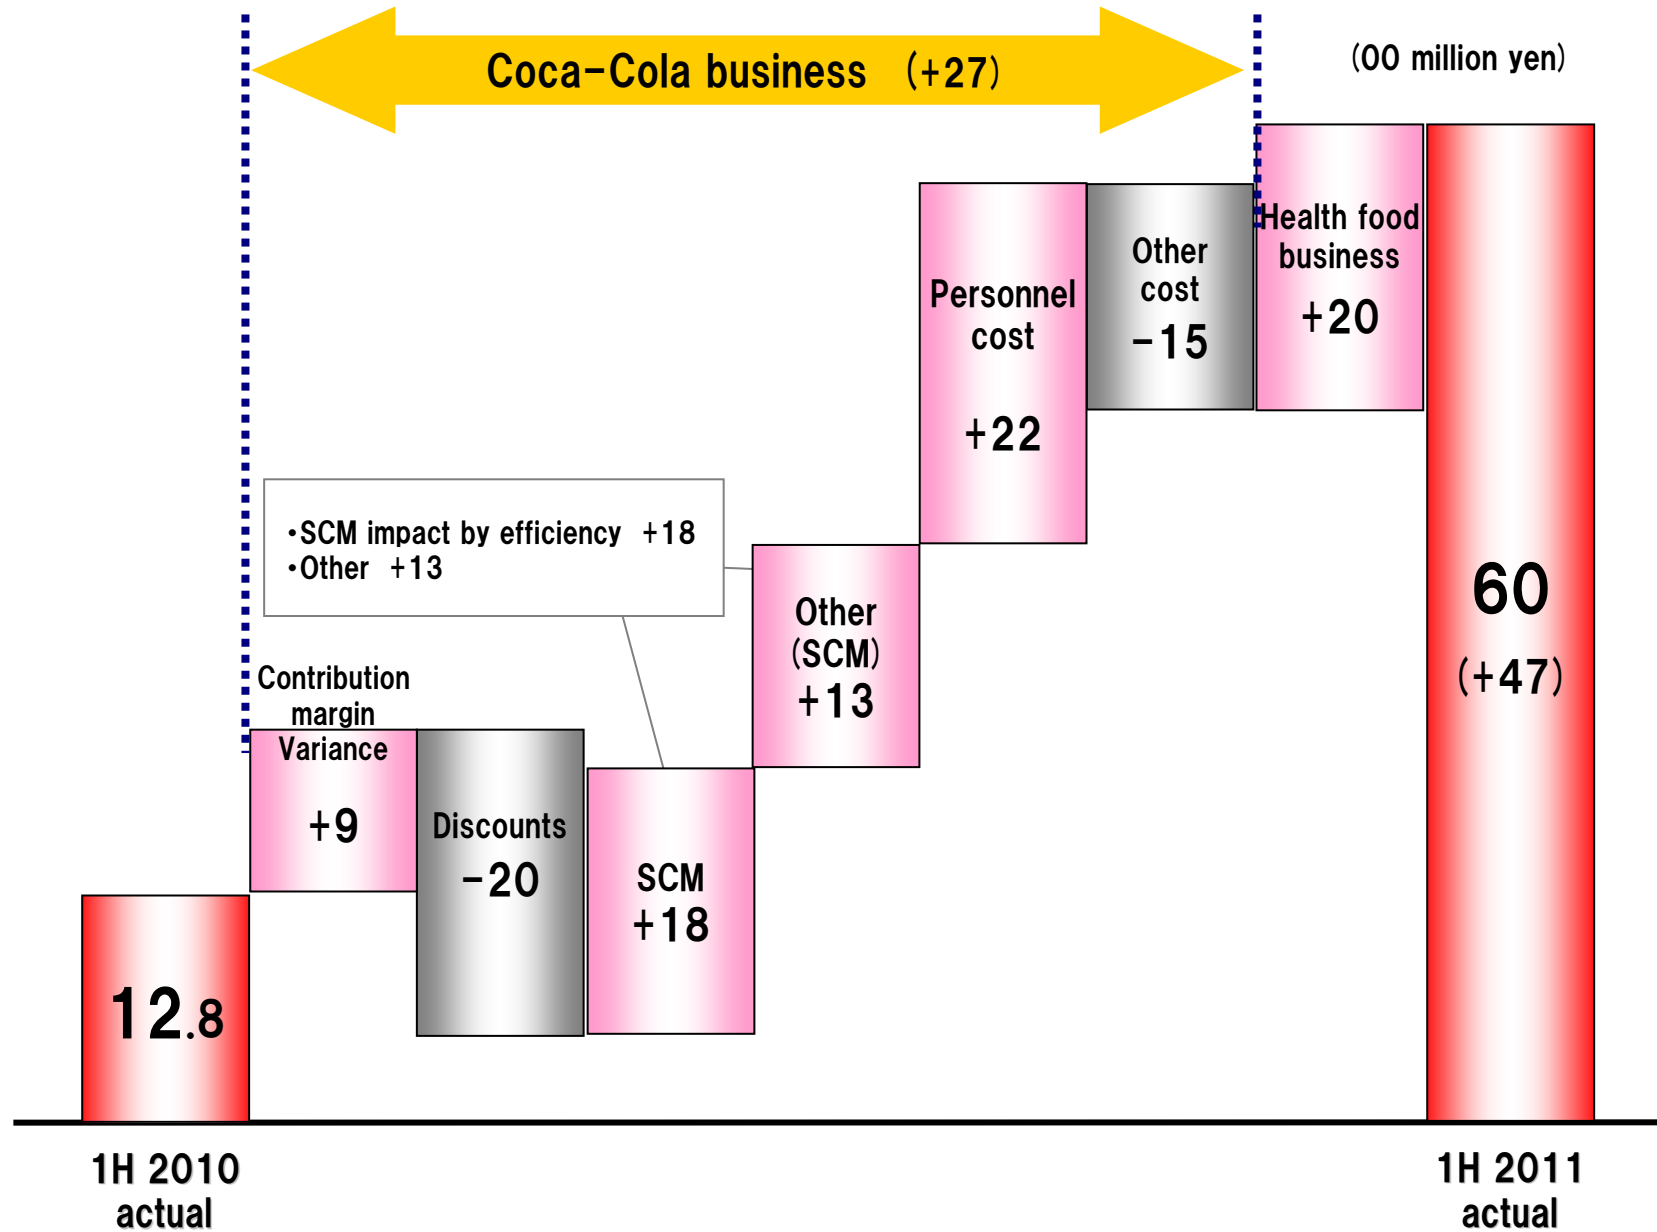 Coca-Cola business (+27)
(00 million yen)
Health food
business
+20
Other
cost
-15
Personnel
cost
+22
・SCM impact by efficiency +18
・Other +13
Other
(SCM)
+13
60
(+47)
Contribution
margin
Variance
+9
Discounts
-20
SCM
+18
12.8
1H 2010
actual
1H 2011
actual